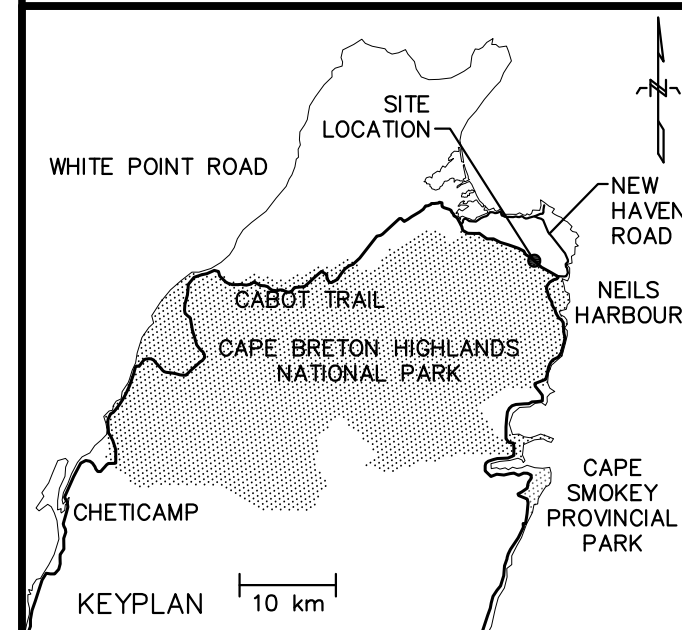 SITE
LOCATION
N
WHITE POINT ROAD
NEW
HAVEN
ROAD
NEILS
HARBOUR
CABOT TRAIL
CAPE BRETON HIGHLANDS
NATIONAL PARK
CAPE
SMOKEY
PROVINCIAL
PARK
CHETICAMP
KEYPLAN
10 km